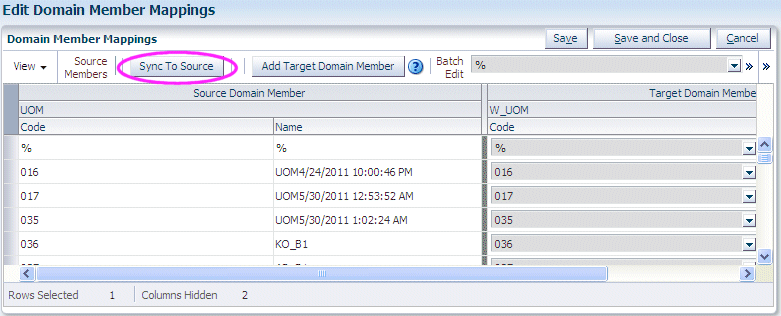 Edit Domain Member Mappings
Domain Member Mappings Save Save and Close Cancel
View Source Members Sync To Source Add Target Domain Member ? Batch Edit % » »
Source Domain Member Target Domain Membe
UOM W_UOM
Code Name Code
% % %
016 UOM4/24/2011 10:00:46 PM 016
017 UOM5/30/2011 12:53:52 AM 017
035 UOM5/30/2011 1:02:24 AM 035
036 KO_B1 036
Rows Selected 1 Columns Hidden 2